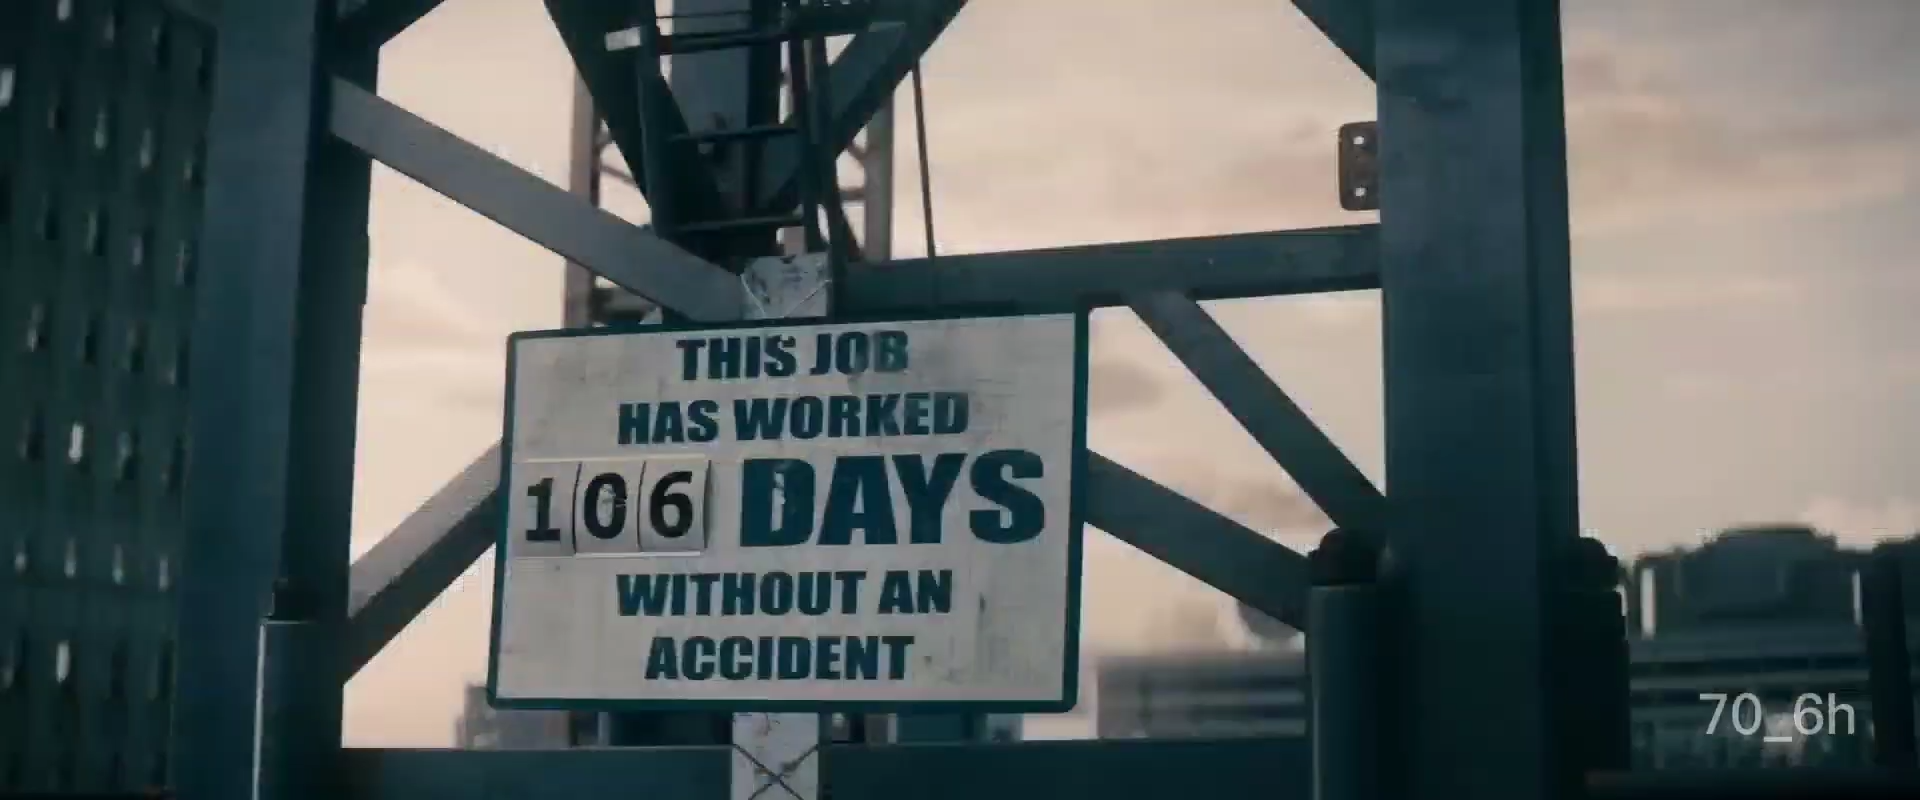 THIS JOB
HAS WORKED
106 DAYS
WITHOUT AN
ACCIDENT
70_6h